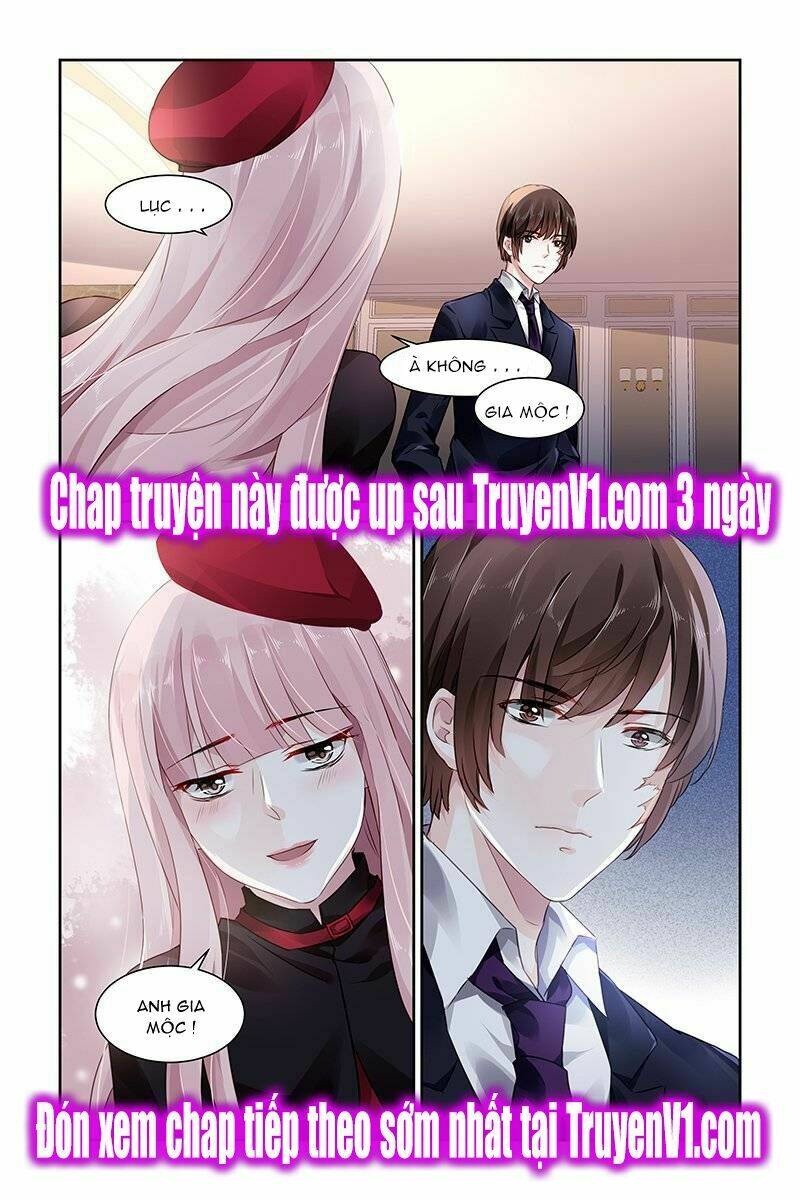 LỤC . . .
À KHÔNG . . .
GIA MỘC !
Chap truyện này được up sau TruyenV1.com 3 ngày
ANH GIA
MỘC !
Đón xem chap tiếp theo sớm nhất tại TruyenV1.com